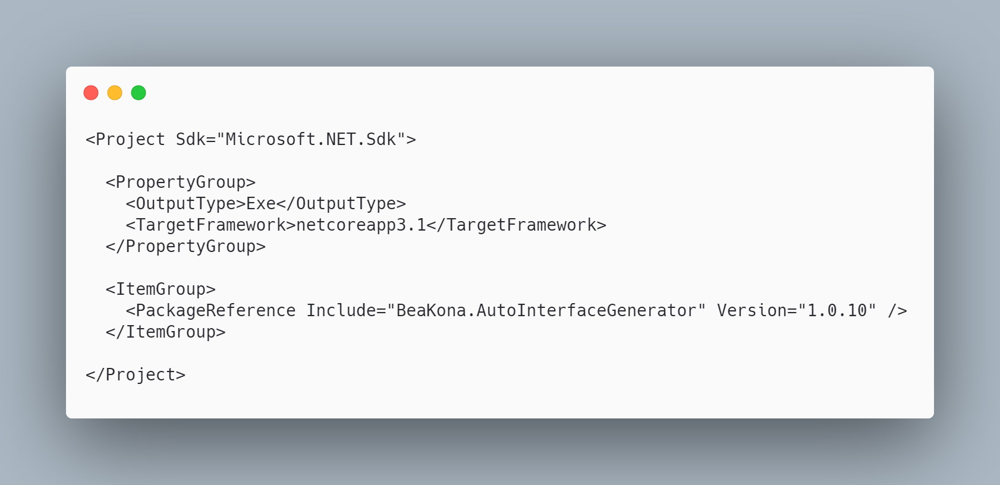 <Project Sdk="Microsoft.NET.Sdk">
<PropertyGroup>
<OutputType>Exe</OutputType>
<TargetFramework>netcoreapp3.1</TargetFramework>
</PropertyGroup>
<ItemGroup>
<PackageReference Include="BeaKona.AutoInterfaceGenerator" Version="1.0.10" />
</ItemGroup>
</Project>